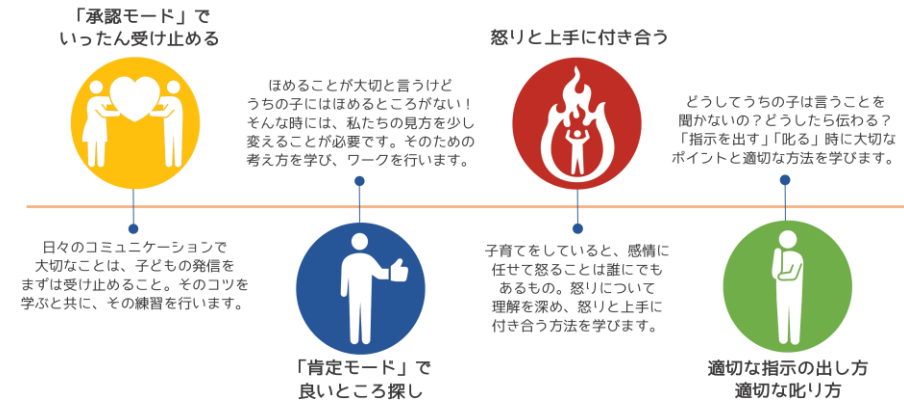 「承認モード」で
いったん受け止める
日々のコミュニケーションで
大切なことは、子どもの発信を
まずは受け止めること。そのコツを
学ぶと共に、その練習を行います。
ほめることが大切と言うけど
うちの子にはほめるところがない！
そんな時には、私たちの見方を少し
変えることが必要です。そのための
考え方を学び、ワークを行います。
「肯定モード」で
良いところ探し
怒りと上手に付き合う
子育てをしていると、感情に
任せて怒ることは誰にでも
あるもの。怒りについて
理解を深め、怒りと上手に
付き合う方法を学びます。
どうしてうちの子は言うことを
聞かないの？どうしたら伝わる？
「指示を出す」「叱る」時に大切な
ポイントと適切な方法を学びます。
適切な指示の出し方
適切な叱り方